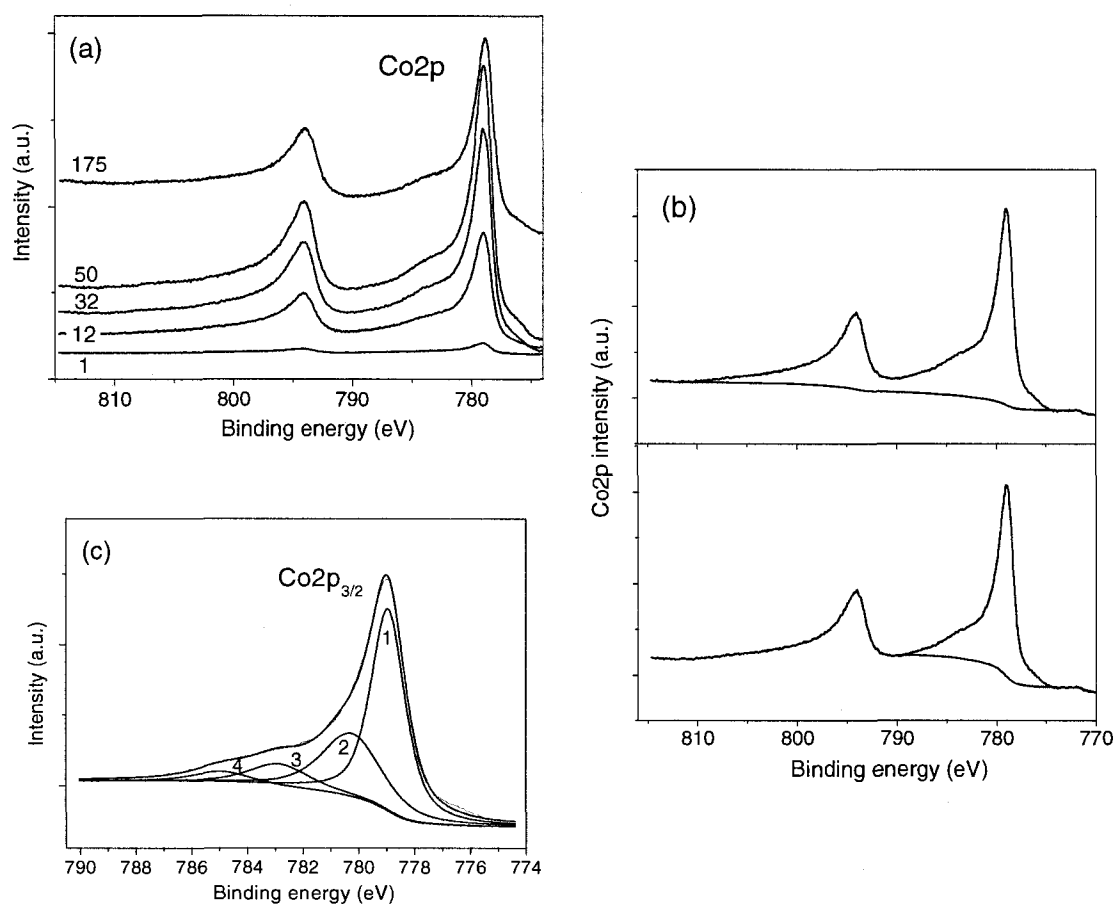 (a)
Co2p
175
50
32
12
1
810 800 790 780
Binding energy (eV)
Intensity (a.u.)
(b)
Co2p intensity (a.u.)
810 800 790 780 770
Binding energy (eV)
(c)
Co2p3/2
1
2
3
4
790 788 786 784 782 780 778 776 774
Binding energy (eV)
Intensity (a.u.)